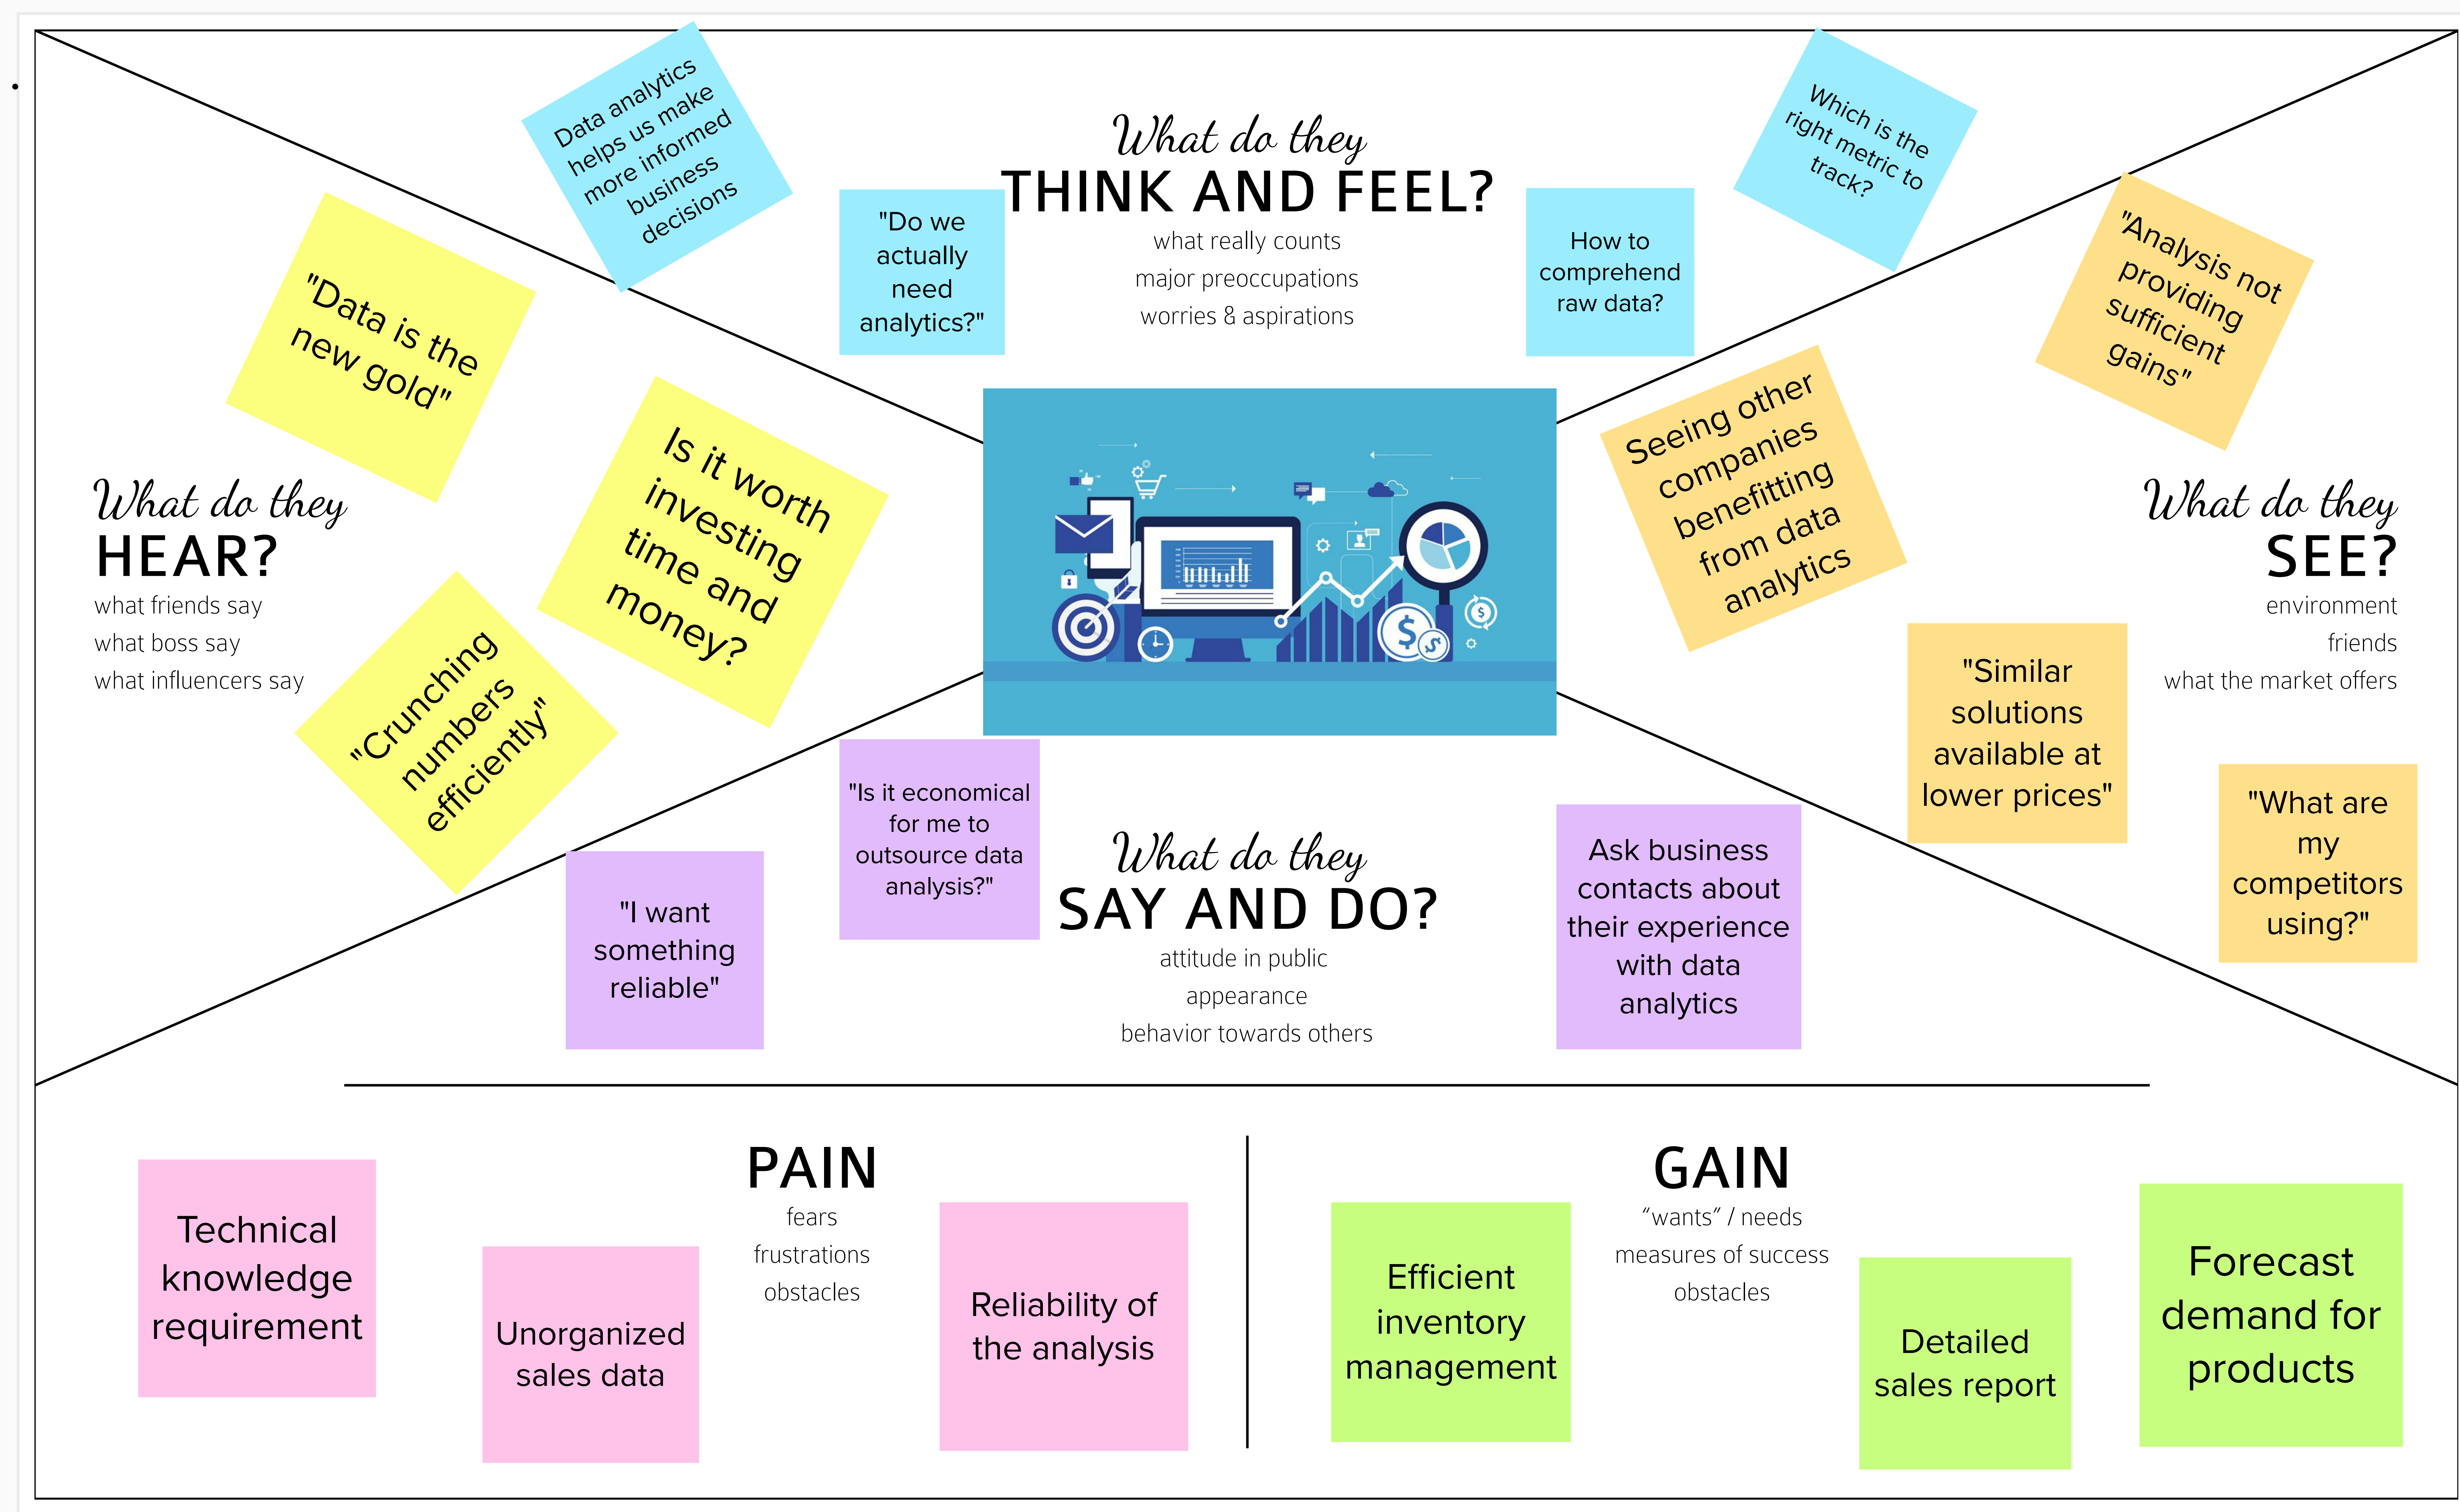 Data analytics
helps us make
more informed
business
decisions
"Do we
actually
need
analytics?"
What do they
THINK AND FEEL?
what really counts
major preoccupations
worries & aspirations
How to
comprehend
raw data?
Which is the
right metric to
track?
"Data is the
new gold"
Is it worth
investing
time and
money?
What do they
HEAR?
what friends say
what boss say
what influencers say
"Crunching
numbers
efficiently"
"Analysis not
providing
sufficient
gains"
Seeing other
companies
benefitting
from data
analytics
What do they
SEE?
environment
friends
what the market offers
"Similar
solutions
available at
lower prices"
"What are
my
competitors
using?"
"I want
something
reliable"
"Is it economical
for me to
outsource data
analysis?"
What do they
SAY AND DO?
attitude in public
appearance
behavior towards others
Ask business
contacts about
their experience
with data
analytics
PAIN
fears
frustrations
obstacles
Technical
knowledge
requirement
Unorganized
sales data
Reliability of
the analysis
GAIN
“wants” / needs
measures of success
obstacles
Efficient
inventory
management
Detailed
sales report
Forecast
demand for
products